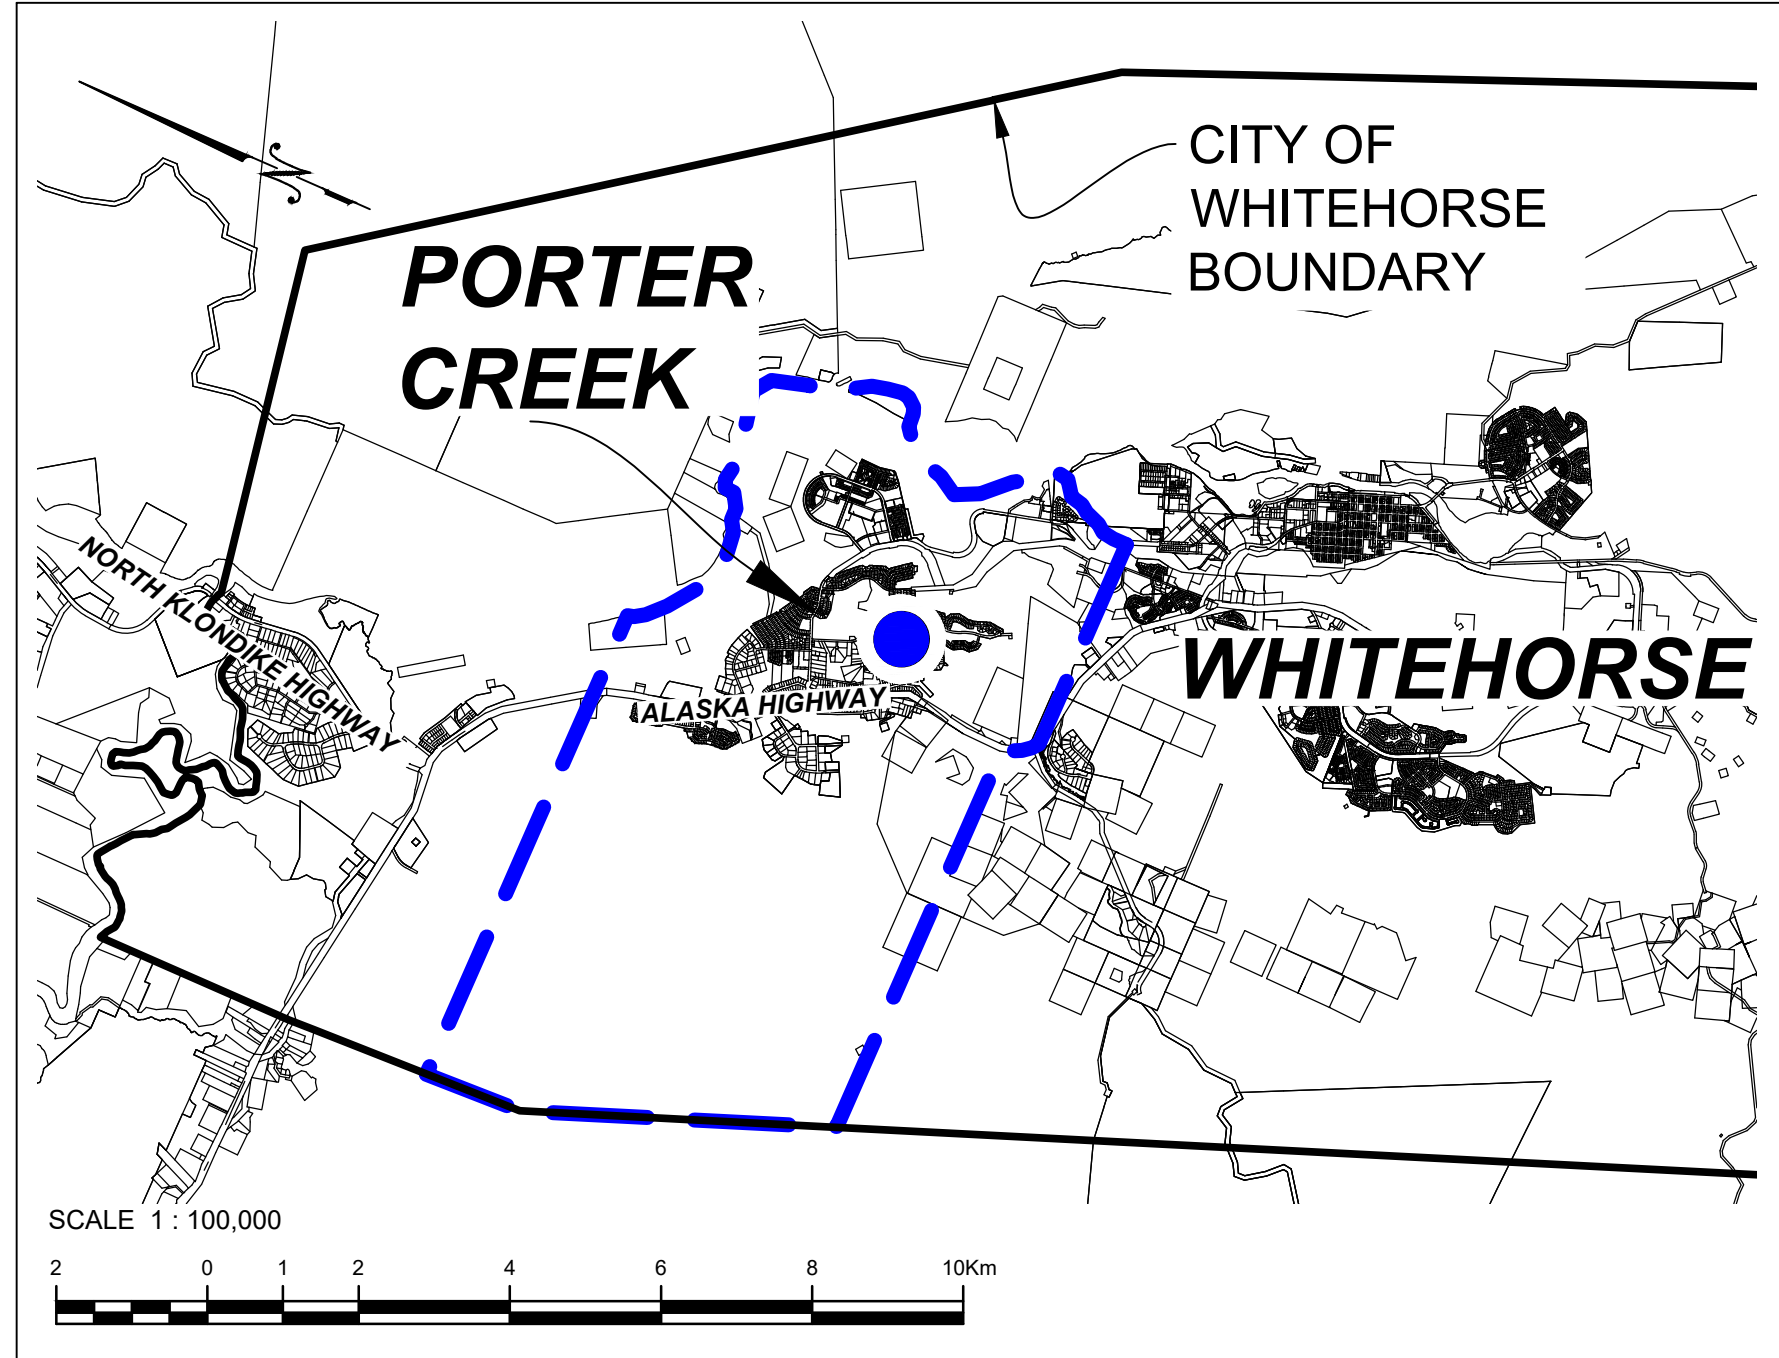 N
CITY OF
WHITEHORSE
BOUNDARY
PORTER
CREEK
NORTH KLONDIKE HIGHWAY
ALASKA HIGHWAY
WHITEHORSE
SCALE 1 : 100,000
2 0 1 2 4 6 8 10Km